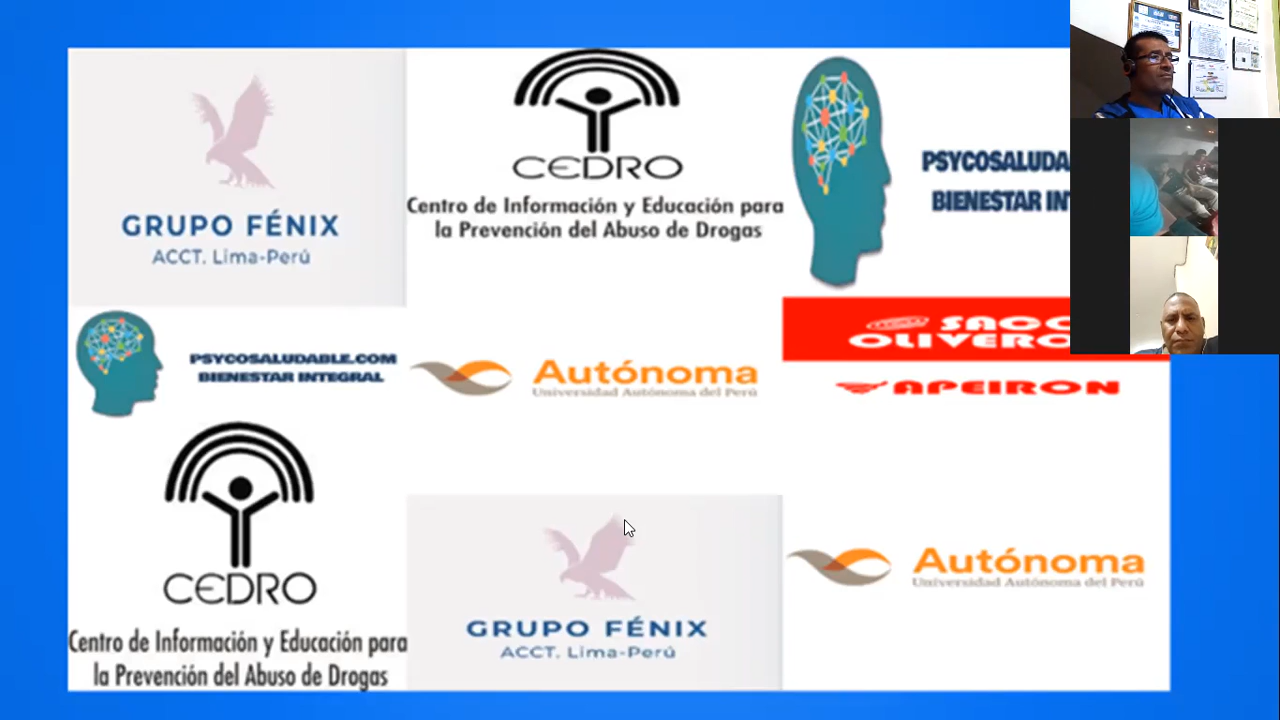 GRUPO FÉNIX
ACCT. Lima-Perú
CEDRO
Centro de Información y Educación para
la Prevención del Abuso de Drogas
PSYCOSALUDA
BIENESTAR INT
PSYCOSALUDABLE.COM
BIENESTAR INTEGRAL
Autónoma
Universidad Autónoma del Perú
SACO
OLIVERO
APEIRON
CEDRO
Centro de Información y Educación para
la Prevención del Abuso de Drogas
GRUPO FÉNIX
ACCT. Lima-Perú
Autónoma
Universidad Autónoma del Perú